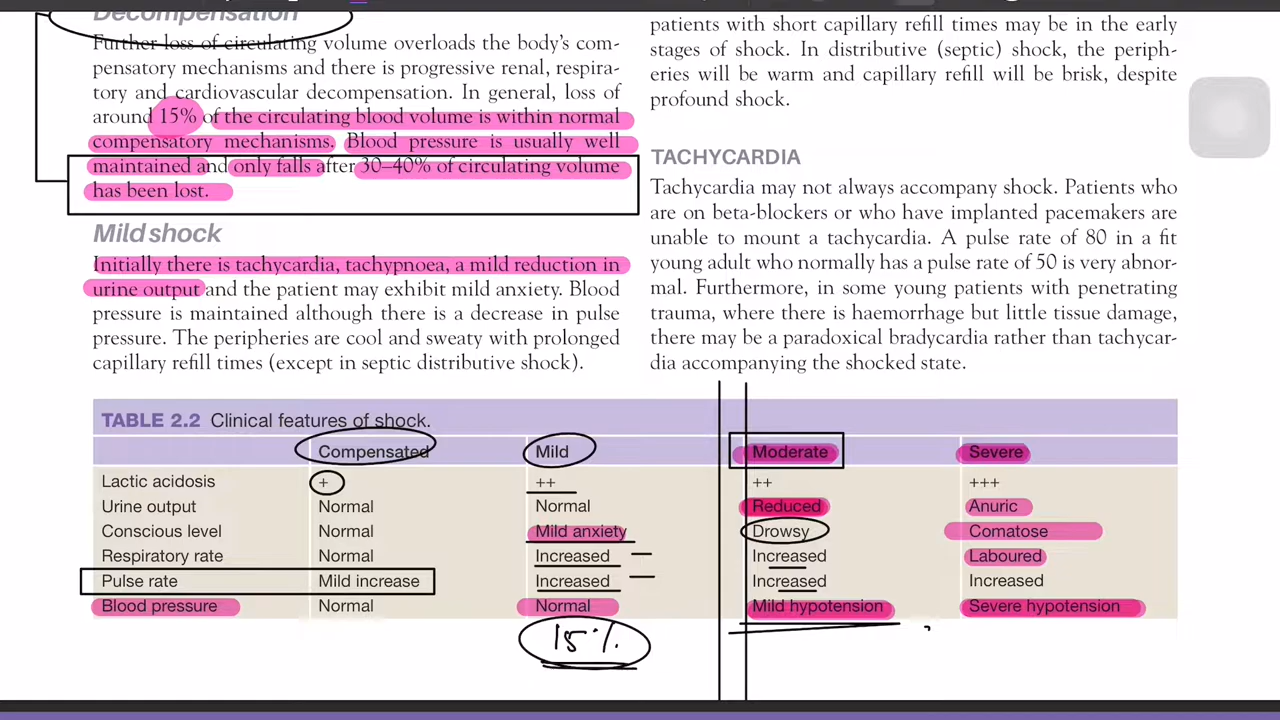 Decompensation
Further loss of circulating volume overloads the body's com-
pensatory mechanisms and there is progressive renal, respira-
tory and cardiovascular decompensation. In general, loss of
around 15% of the circulating blood volume is within normal
compensatory mechanisms. Blood pressure is usually well
maintained and only falls after 30–40% of circulating volume
has been lost.
Mild shock
Initially there is tachycardia, tachypnoea, a mild reduction in
urine output and the patient may exhibit mild anxiety. Blood
pressure is maintained although there is a decrease in pulse
pressure. The peripheries are cool and sweaty with prolonged
capillary refill times (except in septic distributive shock).
patients with short capillary refill times may be in the early
stages of shock. In distributive (septic) shock, the periph-
eries will be warm and capillary refill will be brisk, despite
profound shock.
TACHYCARDIA
Tachycardia may not always accompany shock. Patients who
are on beta-blockers or who have implanted pacemakers are
unable to mount a tachycardia. A pulse rate of 80 in a fit
young adult who normally has a pulse rate of 50 is very abnor-
mal. Furthermore, in some young patients with penetrating
trauma, where there is haemorrhage but little tissue damage,
there may be a paradoxical bradycardia rather than tachycar-
dia accompanying the shocked state.
TABLE 2.2 Clinical features of shock.
Compensated Mild Moderate Severe
Lactic acidosis + ++ ++ +++
Urine output Normal Normal Reduced Anuric
Conscious level Normal Mild anxiety Drowsy Comatose
Respiratory rate Normal Increased Increased Laboured
Pulse rate Mild increase Increased Increased Increased
Blood pressure Normal Normal Mild hypotension Severe hypotension
15%